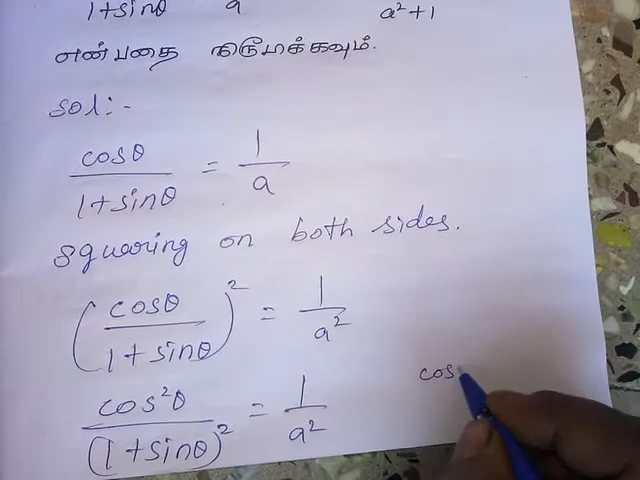 1+sinθ a a²+1
என்பதை நிரூபிக்கவும்.
sol:-
cosθ / 1+sinθ = 1 / a
squaring on both sides.
(cosθ / 1+sinθ)² = 1 / a²
cos²θ / (1+sinθ)² = 1 / a²
cos